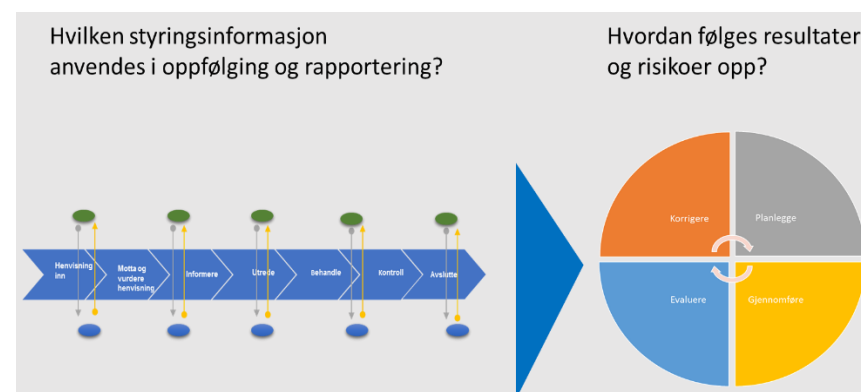 Hvilken styringsinformasjon
anvendes i oppfølging og rapportering?
Hvordan følges resultater
og risikoer opp?
Henvisning
inn
Motta og
vurdere
henvisning
Informere
Utrede
Behandle
Kontroll
Avslutte
Korrigere
Planlegge
Evaluere
Gjennomføre